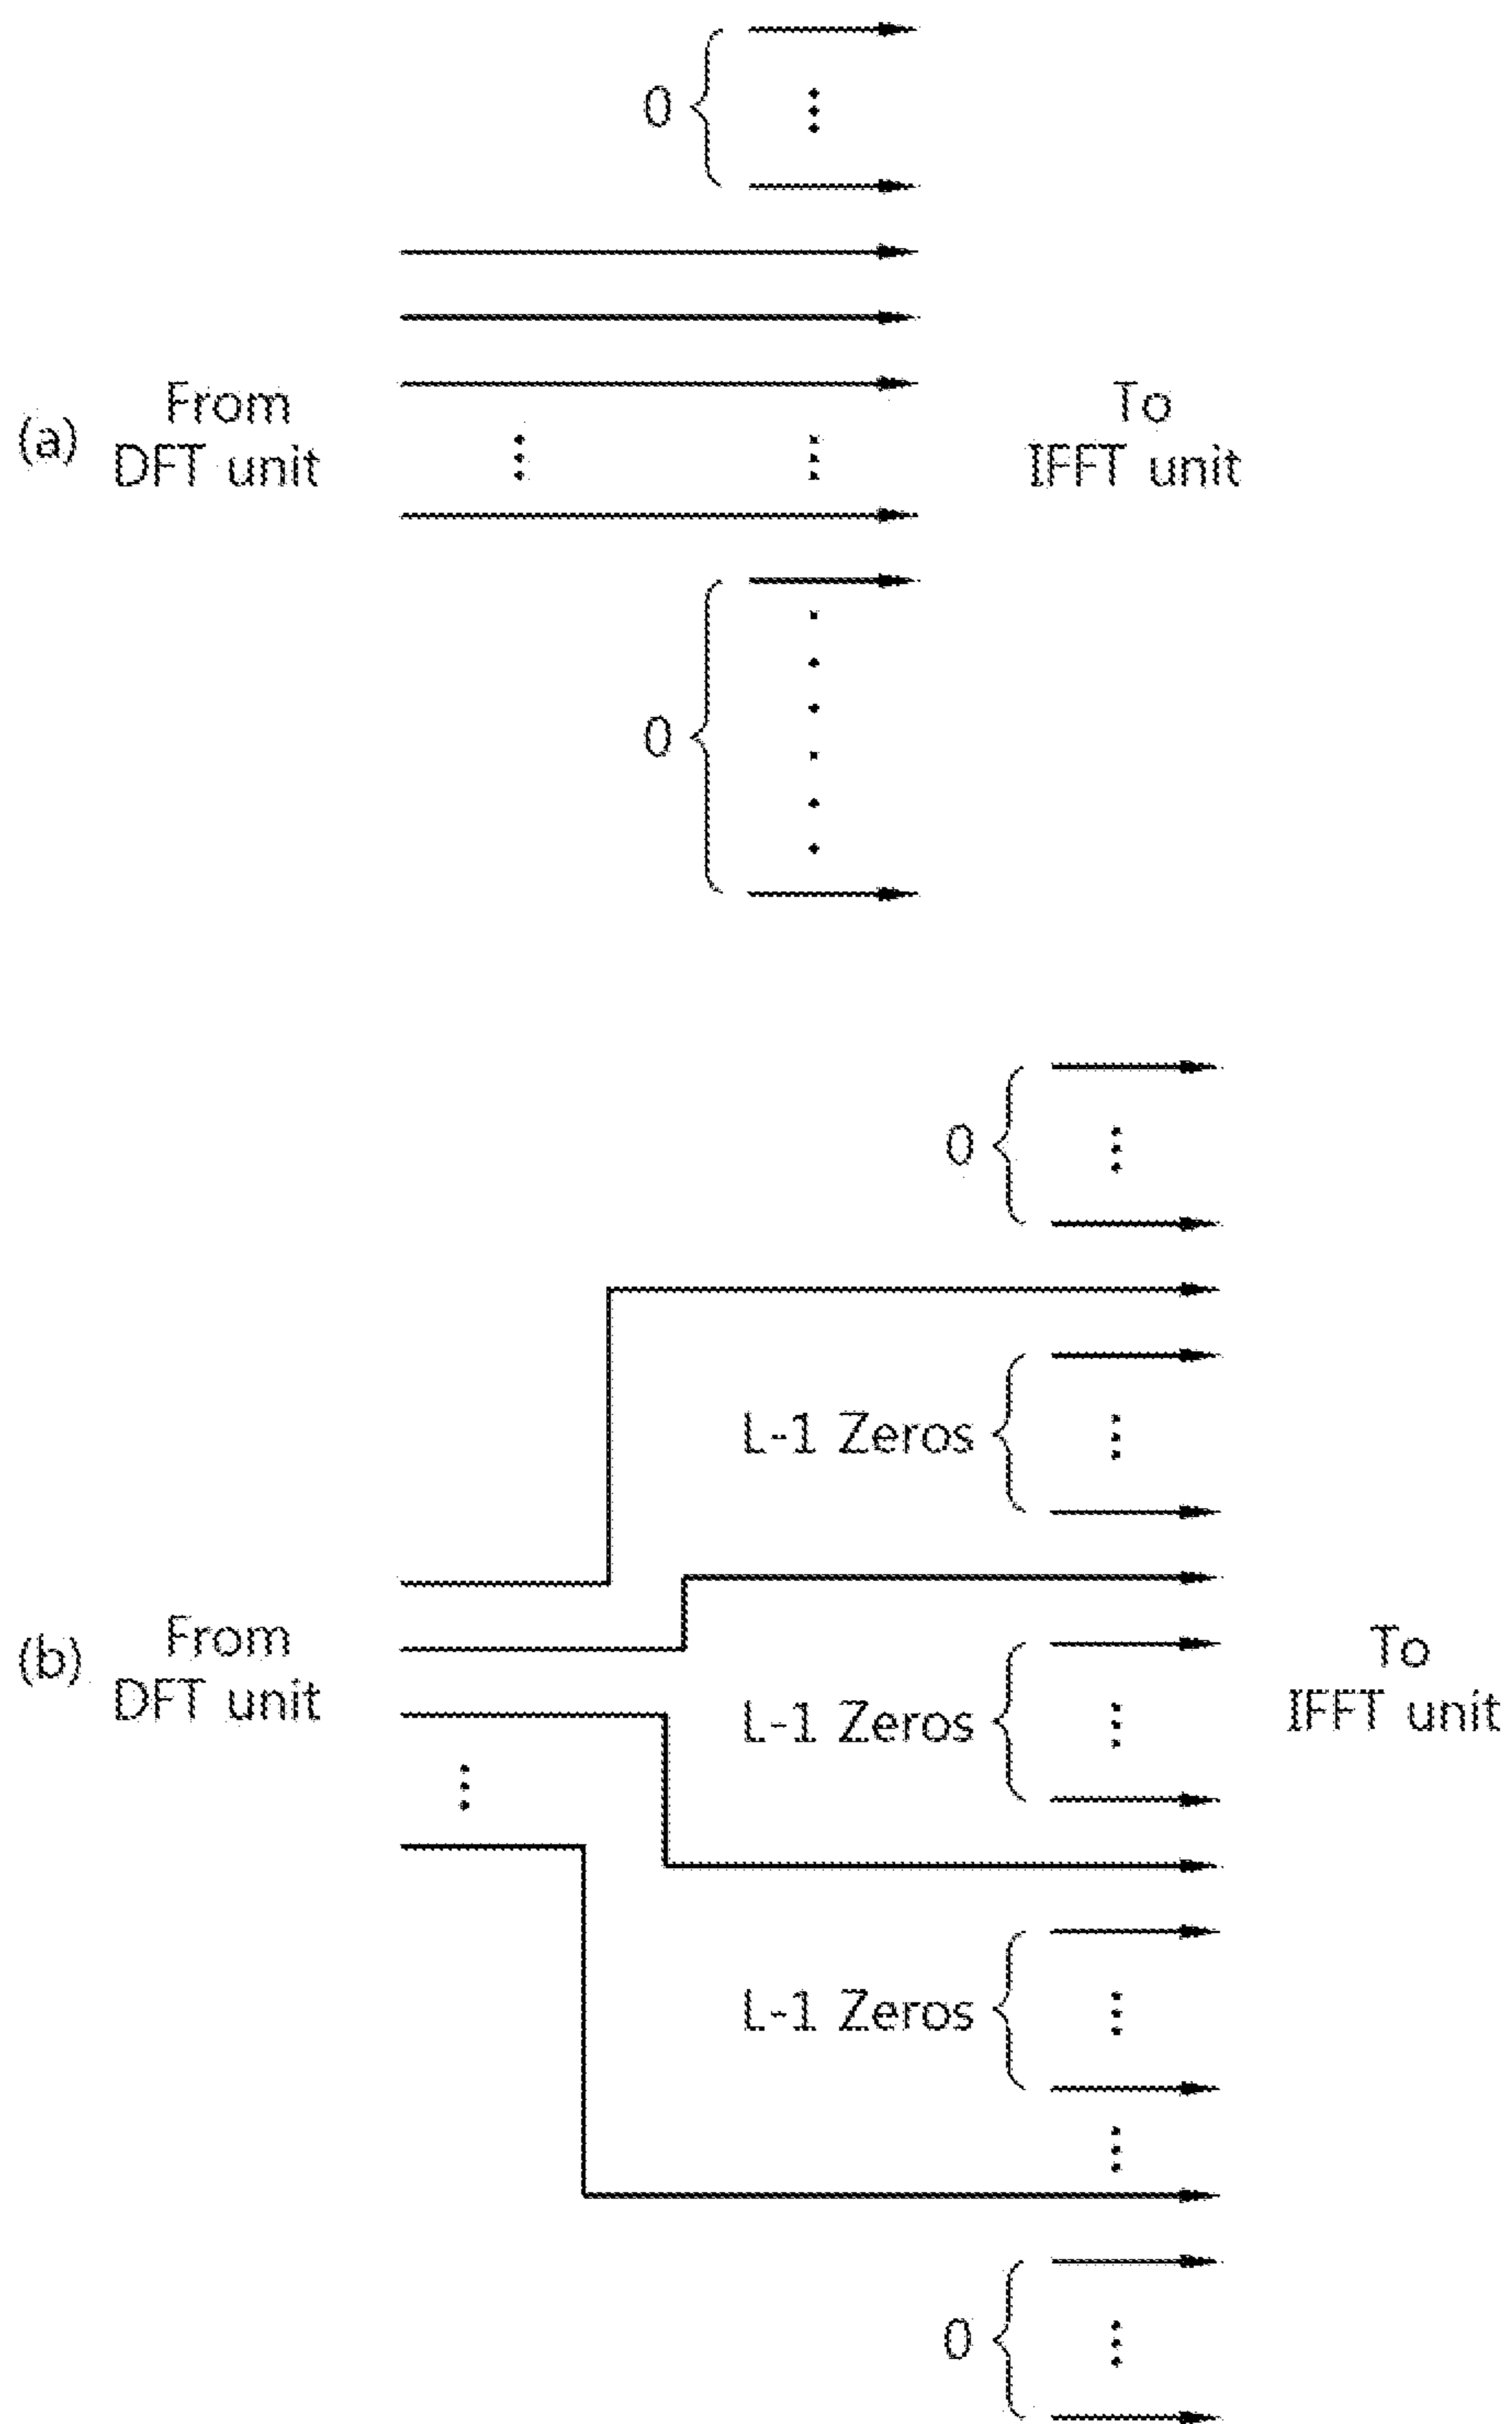 0
(a)
From
DFT unit
To
IFFT unit
0
0
L-1 Zeros
(b)
From
DFT unit
L-1 Zeros
To
IFFT unit
L-1 Zeros
0